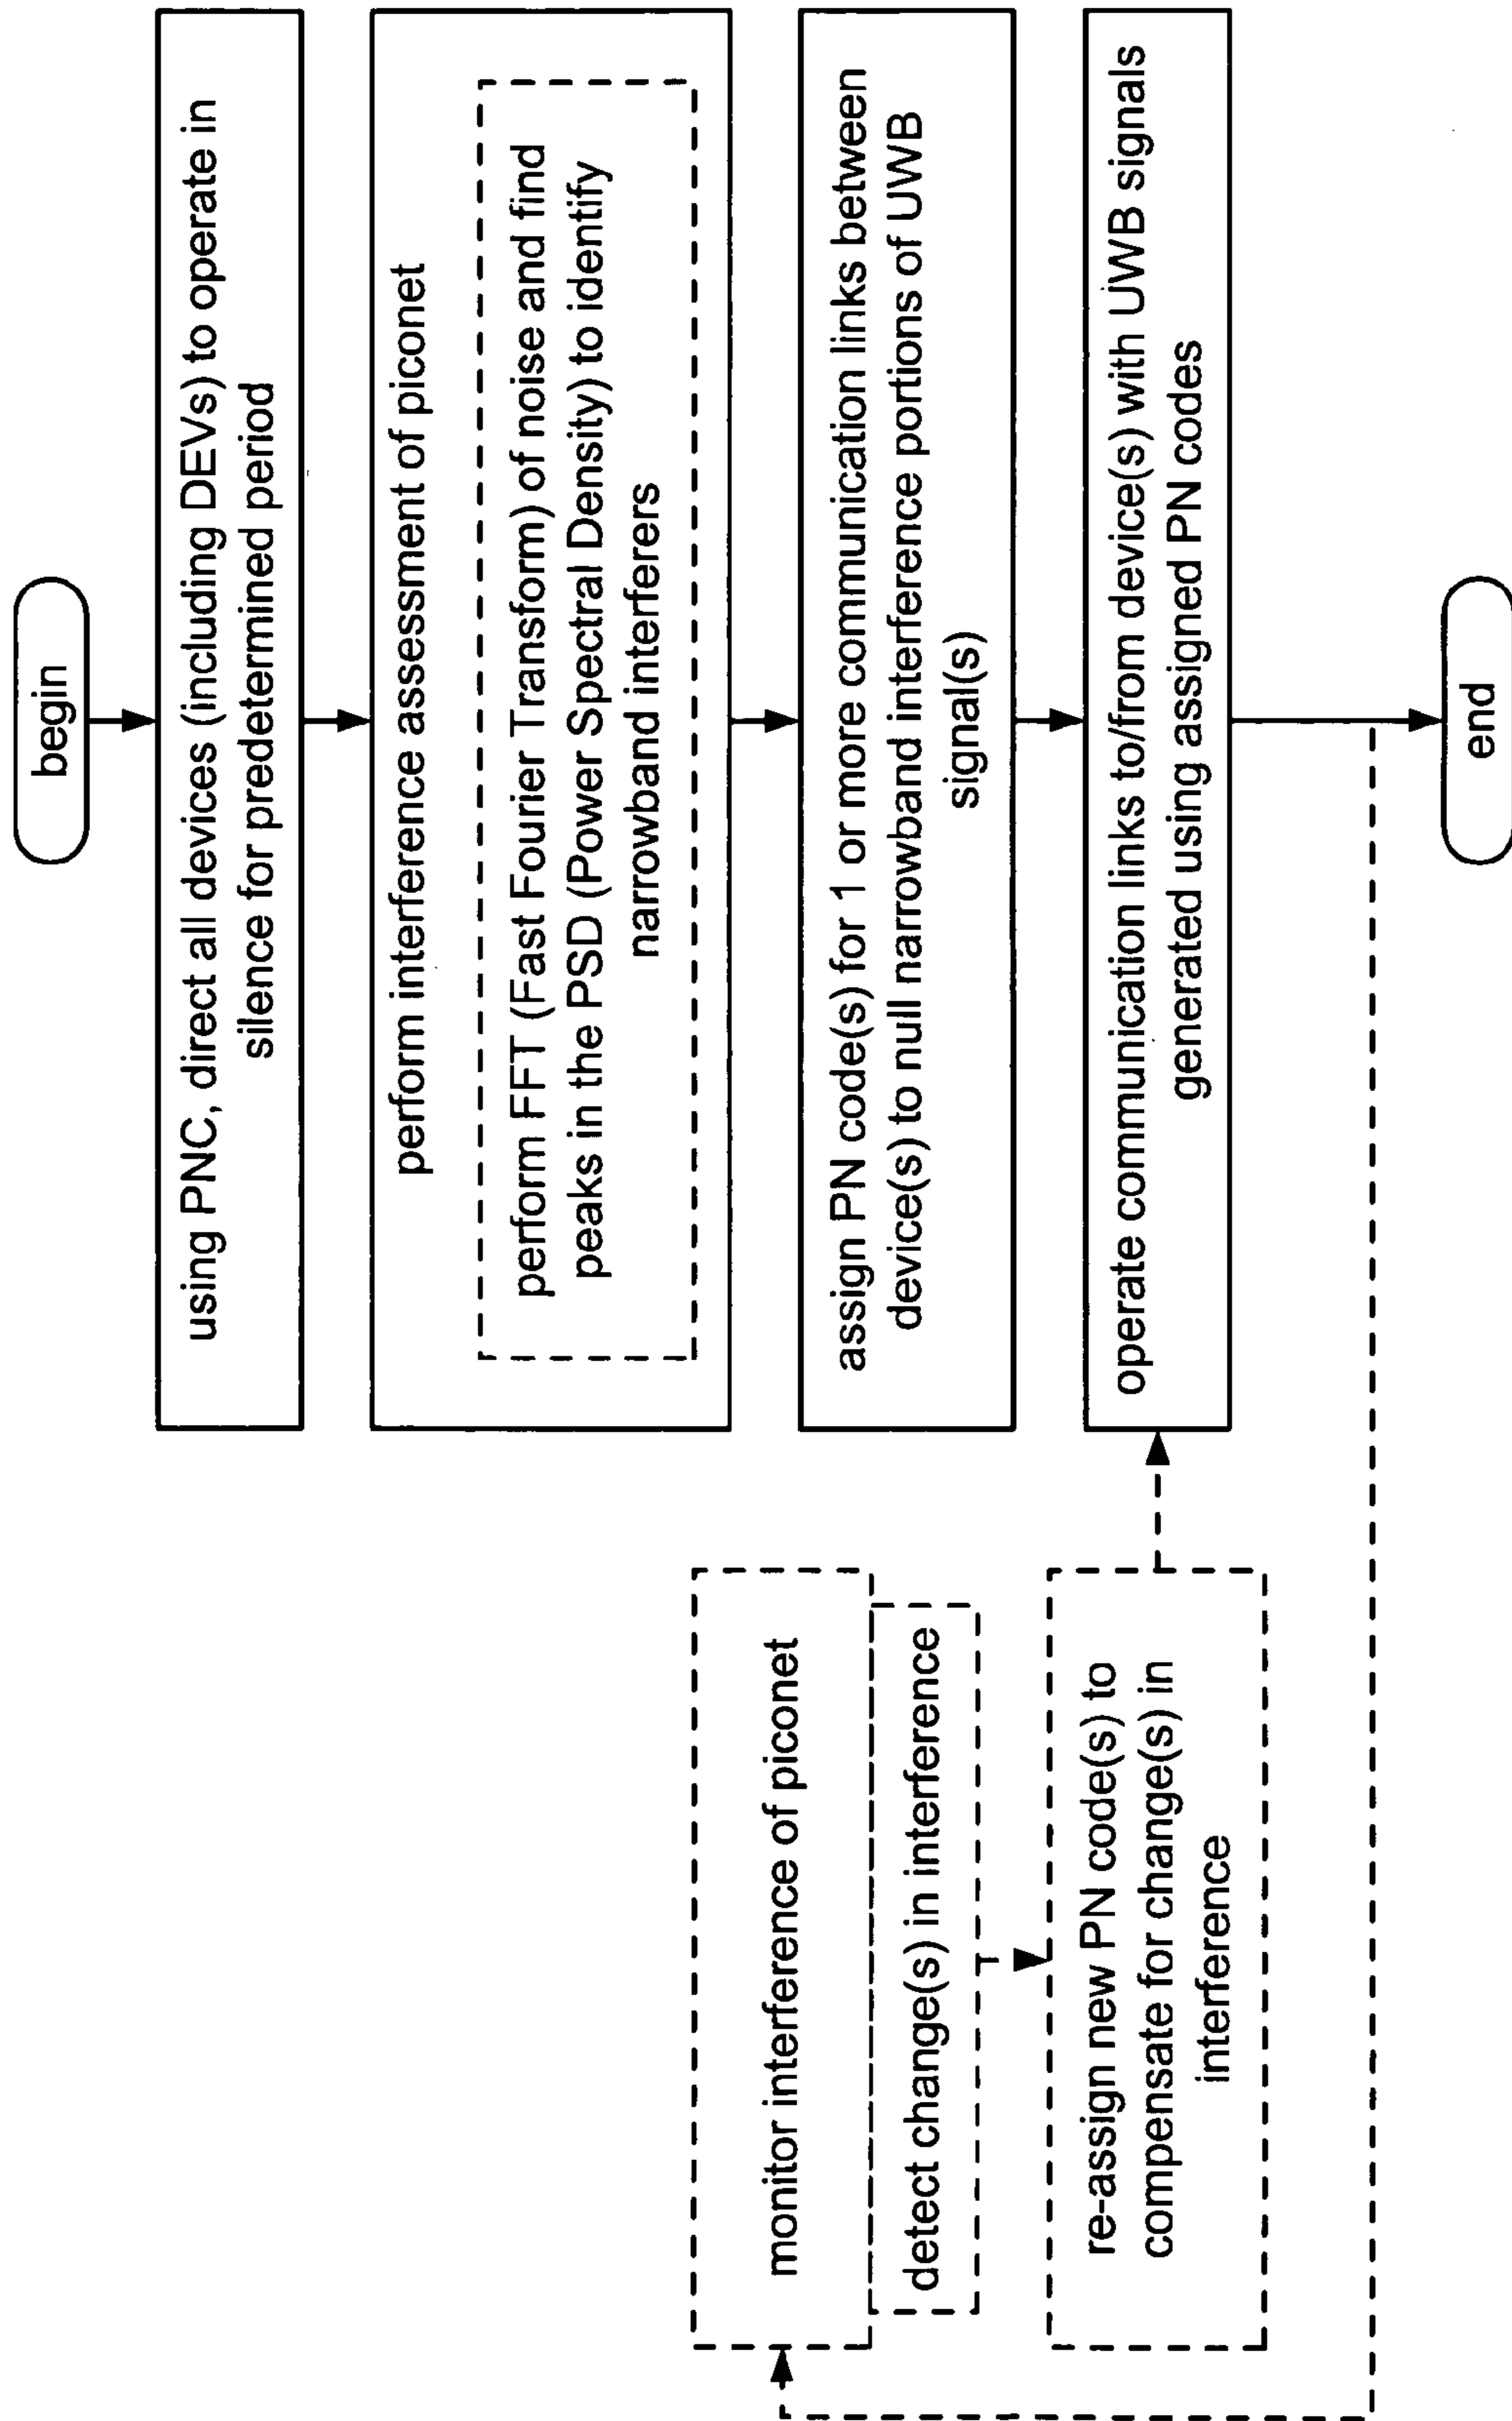 begin
using PNC, direct all devices (including DEVs) to operate in
silence for predetermined period
perform interference assessment of piconet
perform FFT (Fast Fourier Transform) of noise and find
peaks in the PSD (Power Spectral Density) to identify
narrowband interferers
assign PN code(s) for 1 or more communication links between
device(s) to null narrowband interference portions of UWB
signal(s)
operate communication links to/from device(s) with UWB signals
generated using assigned PN codes
end
monitor interference of piconet
detect change(s) in interference
re-assign new PN code(s) to
compensate for change(s) in
interference